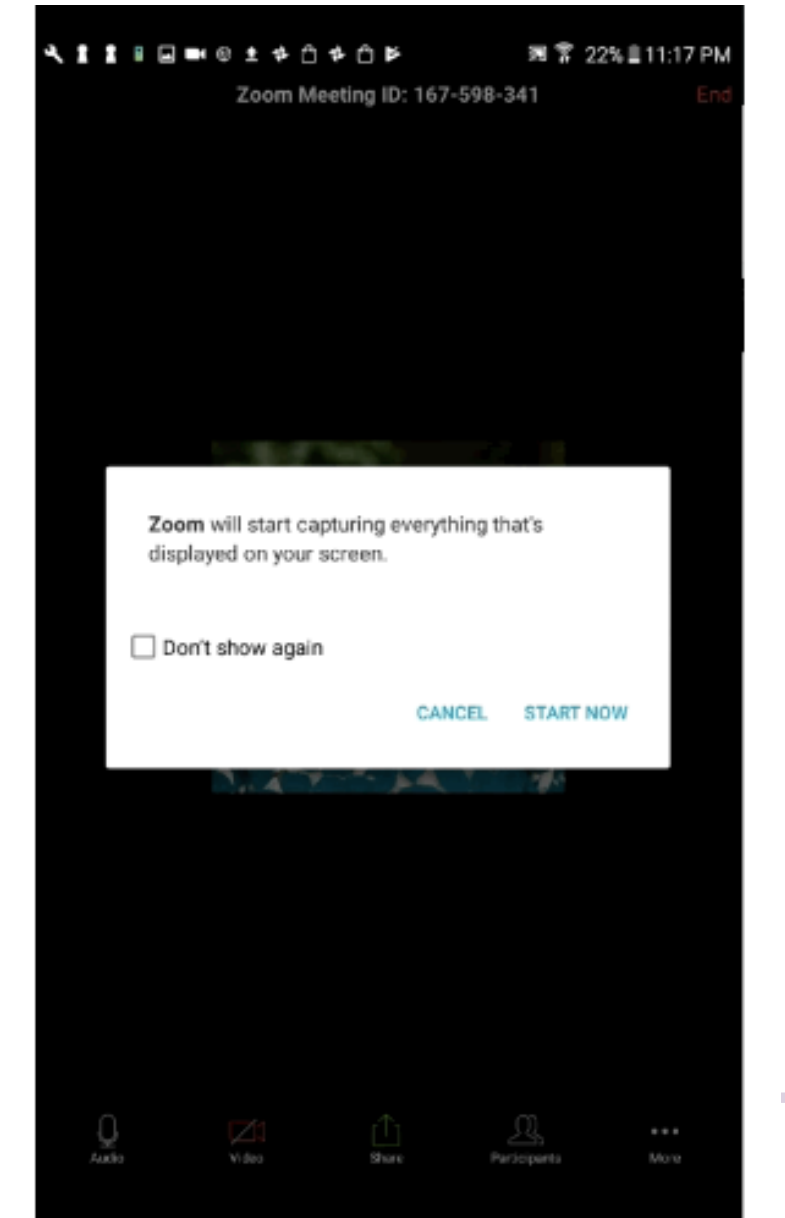 22% 11:17 PM
Zoom Meeting ID: 167-598-341 End
Zoom will start capturing everything that's
displayed on your screen.
Don't show again
CANCEL START NOW
Audio Video Share Participants More